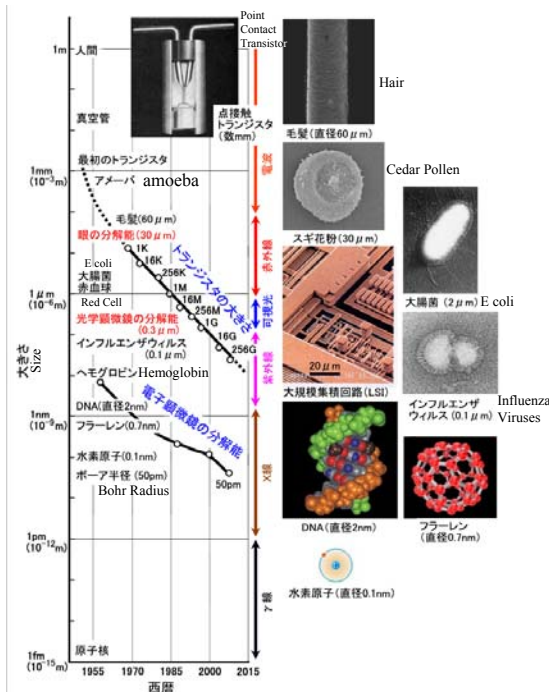 Point
Contact
Transistor
1m
人間
点接触
トランジスタ
(数mm)
真空管
最初のトランジスタ
1mm
(10⁻³m)
アメーバ amoeba
電波
毛髪(60μm)
眼の分解能(30μm)
1K
16K
256K
1M
16M
256M
1G
16G
256G
トランジスタの大きさ
赤外線
E coli
大腸菌
赤血球
1μm
(10⁻⁶m)
Red Cell
可視光
光学顕微鏡の分解能
(0.3μm)
インフルエンザウィルス
(0.1μm)
紫外線
大きさ
Size
ヘモグロビン Hemoglobin
電子顕微鏡の分解能
1nm
(10⁻⁹m)
DNA(直径2nm)
フラーレン(0.7nm)
水素原子(0.1nm)
ボーア半径(50pm)
Bohr Radius
50pm
X線
1pm
(10⁻¹²m)
γ線
原子核
1fm
(10⁻¹⁵m)
1955
1970
1985
2000
2015
西暦
Hair
毛髪(直径60μm)
Cedar Pollen
スギ花粉(30μm)
大腸菌(2μm) E coli
20μm
大規模集積回路(LSI)
インフルエンザ
ウィルス(0.1μm)
Influenza
Viruses
DNA(直径2nm)
フラーレン
(直径0.7nm)
水素原子(直径0.1nm)